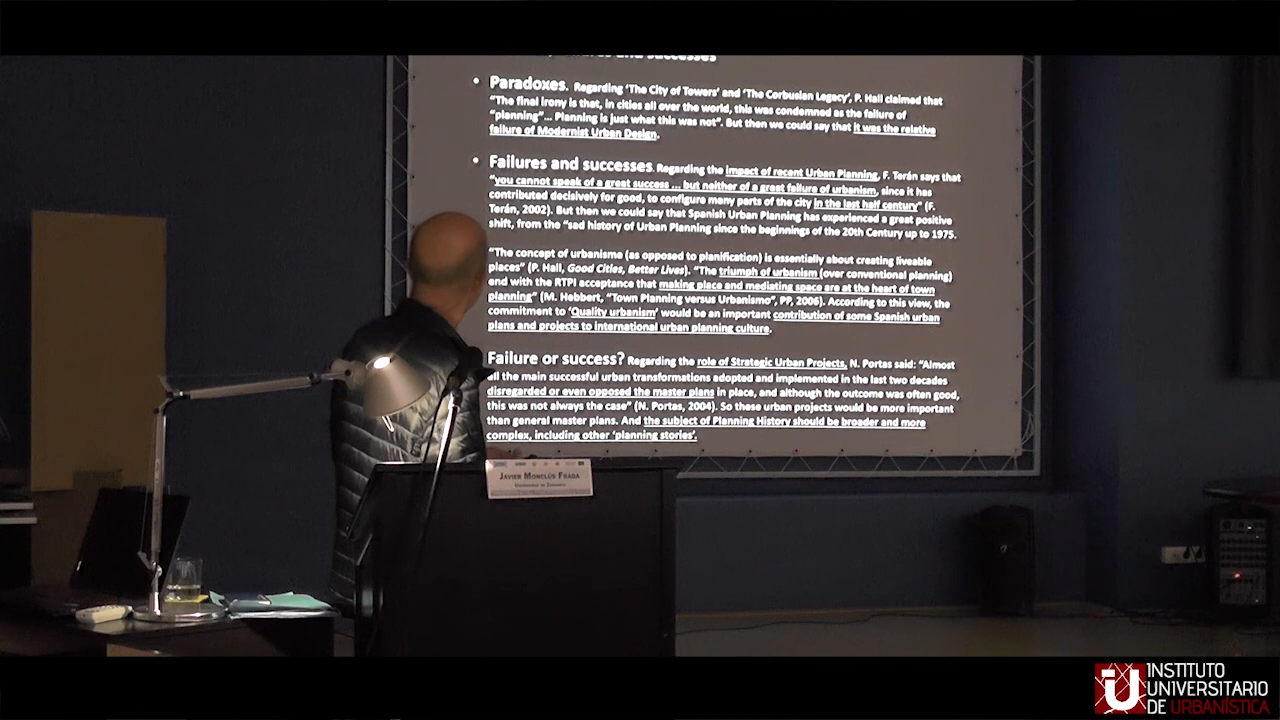 and successes
• Paradoxes. Regarding 'The City of Towers' and 'The Corbusian Legacy', P. Hall claimed that
"The final irony is that, in cities all over the world, this was condemned as the failure of
"planning"... Planning is just what this was not". But then we could say that it was the relative
failure of Modernist Urban Design.
• Failures and successes. Regarding the impact of recent Urban Planning, F. Terán says that
"you cannot speak of a great success ... but neither of a great failure of urbanism, since it has
contributed decisively for good, to configure many parts of the city in the last half century" (F.
Terán, 2002). But then we could say that Spanish Urban Planning has experienced a great positive
shift, from the "sad history of Urban Planning since the beginnings of the 20th Century up to 1975.
"The concept of urbanisme (as opposed to planification) is essentially about creating liveable
places" (P. Hall, Good Cities, Better Lives). "The triumph of urbanism (over conventional planning)
end with the RTPI acceptance that making place and mediating space are at the heart of town
planning" (M. Hebbert, "Town Planning versus Urbanismo", PP, 2006). According to this view, the
commitment to 'Quality urbanism' would be an important contribution of some Spanish urban
plans and projects to international urban planning culture.
Failure or success? Regarding the role of Strategic Urban Projects, N. Portas said: "Almost
all the main successful urban transformations adopted and implemented in the last two decades
disregarded or even opposed the master plans in place, and although the outcome was often good,
this was not always the case" (N. Portas, 2004). So these urban projects would be more important
than general master plans. And the subject of Planning History should be broader and more
complex, including other 'planning stories'.
JAVIER MONCLÚS FRAGA
UNIVERSIDAD DE ZARAGOZA
INSTITUTO
UNIVERSITARIO
DE URBANÍSTICA